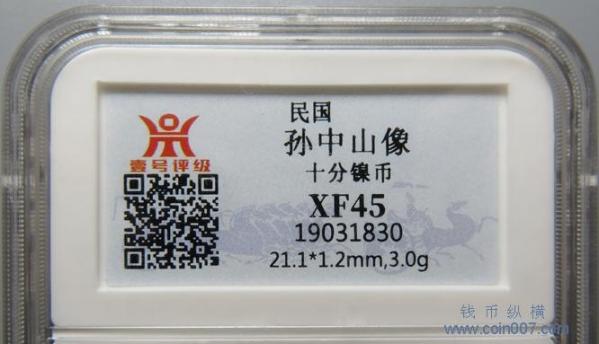 民国
孙中山像
十分镍币
XF45
19031830
21.1*1.2mm,3.0g
壹号评级
钱币纵横
www.coin007.com